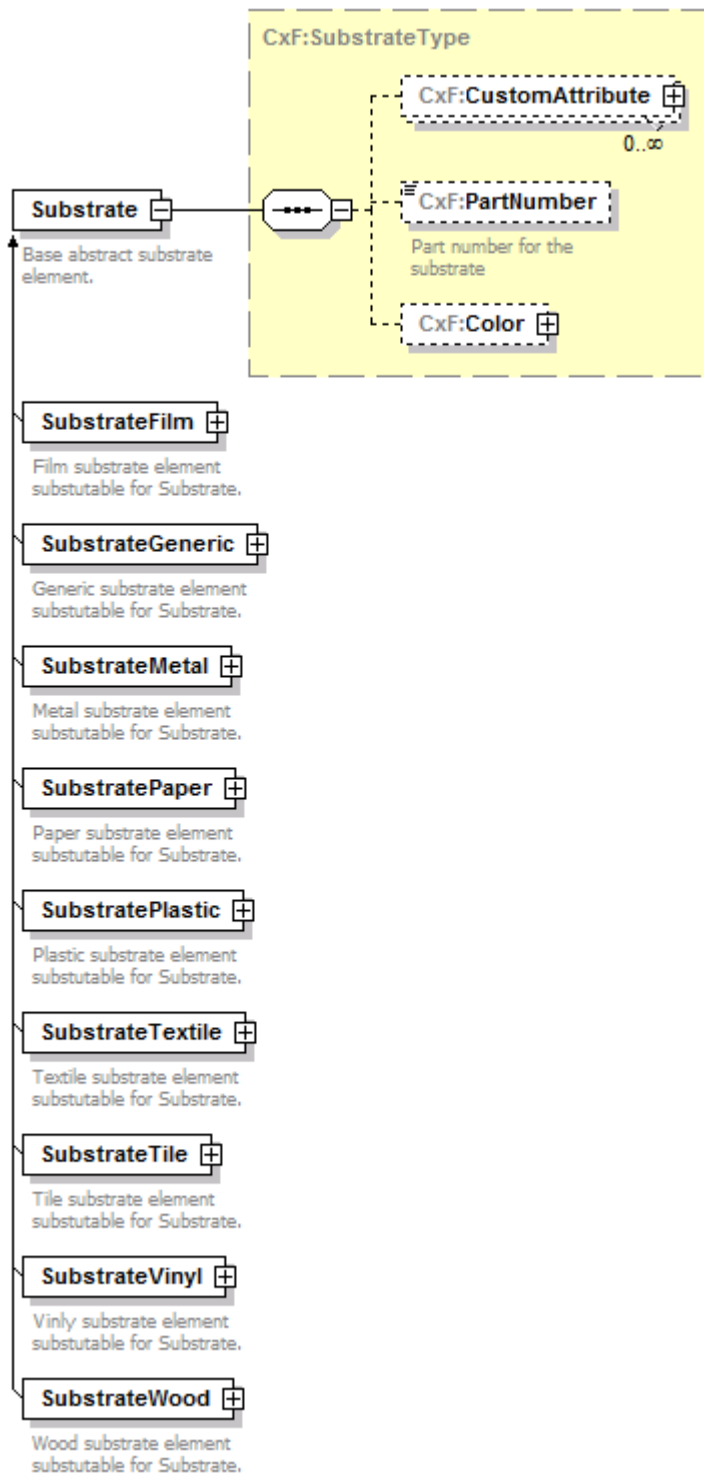 CxF:SubstrateType
CxF:CustomAttribute
0..∞
Substrate
CxF:PartNumber
Base abstract substrate
element.
Part number for the
substrate
CxF:Color
SubstrateFilm
Film substrate element
substutable for Substrate.
SubstrateGeneric
Generic substrate element
substutable for Substrate.
SubstrateMetal
Metal substrate element
substutable for Substrate.
SubstratePaper
Paper substrate element
substutable for Substrate.
SubstratePlastic
Plastic substrate element
substutable for Substrate.
SubstrateTextile
Textile substrate element
substutable for Substrate.
SubstrateTile
Tile substrate element
substutable for Substrate.
SubstrateVinyl
Vinly substrate element
substutable for Substrate.
SubstrateWood
Wood substrate element
substutable for Substrate.